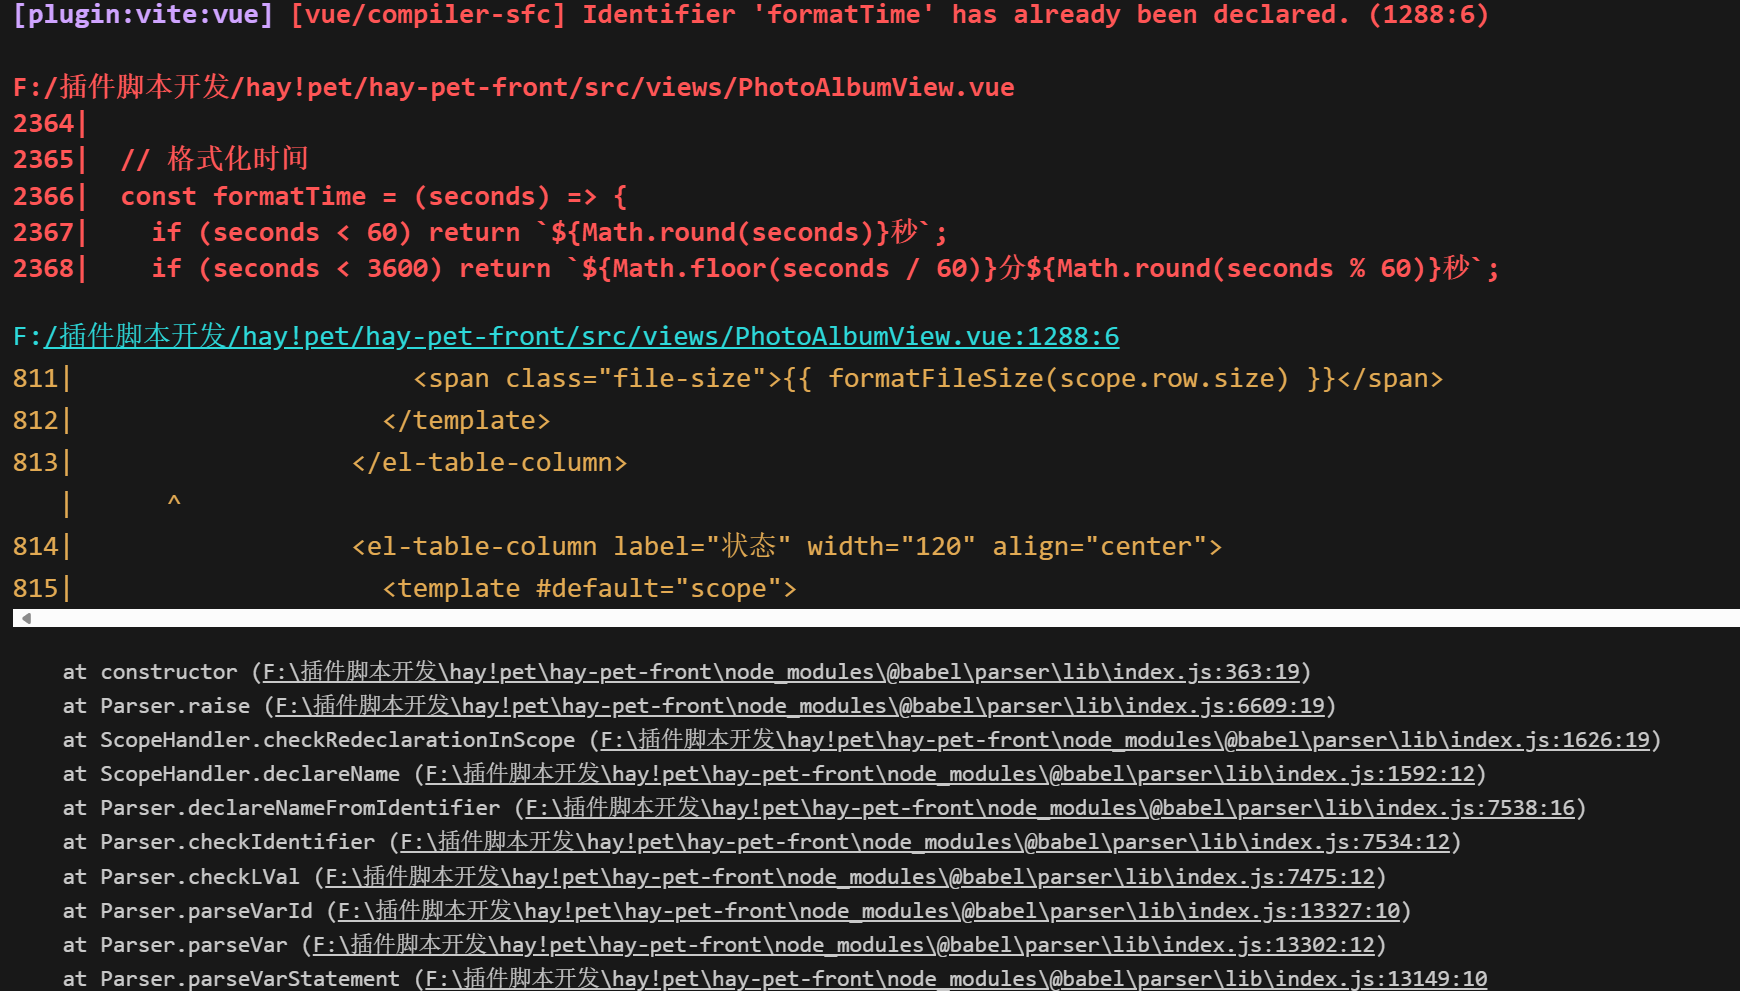 [plugin:vite:vue] [vue/compiler-sfc] Identifier 'formatTime' has already been declared. (1288:6)
F:/插件脚本开发/hay!pet/hay-pet-front/src/views/PhotoAlbumView.vue
2364|
2365|  // 格式化时间
2366|  const formatTime = (seconds) => {
2367|    if (seconds < 60) return `${Math.round(seconds)}秒`;
2368|    if (seconds < 3600) return `${Math.floor(seconds / 60)}分${Math.round(seconds % 60)}秒`;
F:/插件脚本开发/hay!pet/hay-pet-front/src/views/PhotoAlbumView.vue:1288:6
811|                      <span class="file-size">{{ formatFileSize(scope.row.size) }}</span>
812|                    </template>
813|                  </el-table-column>
   |      ^
814|                  <el-table-column label="状态" width="120" align="center">
815|                    <template #default="scope">
    at constructor (F:\插件脚本开发\hay!pet\hay-pet-front\node_modules\@babel\parser\lib\index.js:363:19)
    at Parser.raise (F:\插件脚本开发\hay!pet\hay-pet-front\node_modules\@babel\parser\lib\index.js:6609:19)
    at ScopeHandler.checkRedeclarationInScope (F:\插件脚本开发\hay!pet\hay-pet-front\node_modules\@babel\parser\lib\index.js:1626:19)
    at ScopeHandler.declareName (F:\插件脚本开发\hay!pet\hay-pet-front\node_modules\@babel\parser\lib\index.js:1592:12)
    at Parser.declareNameFromIdentifier (F:\插件脚本开发\hay!pet\hay-pet-front\node_modules\@babel\parser\lib\index.js:7538:16)
    at Parser.checkIdentifier (F:\插件脚本开发\hay!pet\hay-pet-front\node_modules\@babel\parser\lib\index.js:7534:12)
    at Parser.checkLVal (F:\插件脚本开发\hay!pet\hay-pet-front\node_modules\@babel\parser\lib\index.js:7475:12)
    at Parser.parseVarId (F:\插件脚本开发\hay!pet\hay-pet-front\node_modules\@babel\parser\lib\index.js:13327:10)
    at Parser.parseVar (F:\插件脚本开发\hay!pet\hay-pet-front\node_modules\@babel\parser\lib\index.js:13302:12)
    at Parser.parseVarStatement (F:\插件脚本开发\hay!pet\hay-pet-front\node_modules\@babel\parser\lib\index.js:13149:10